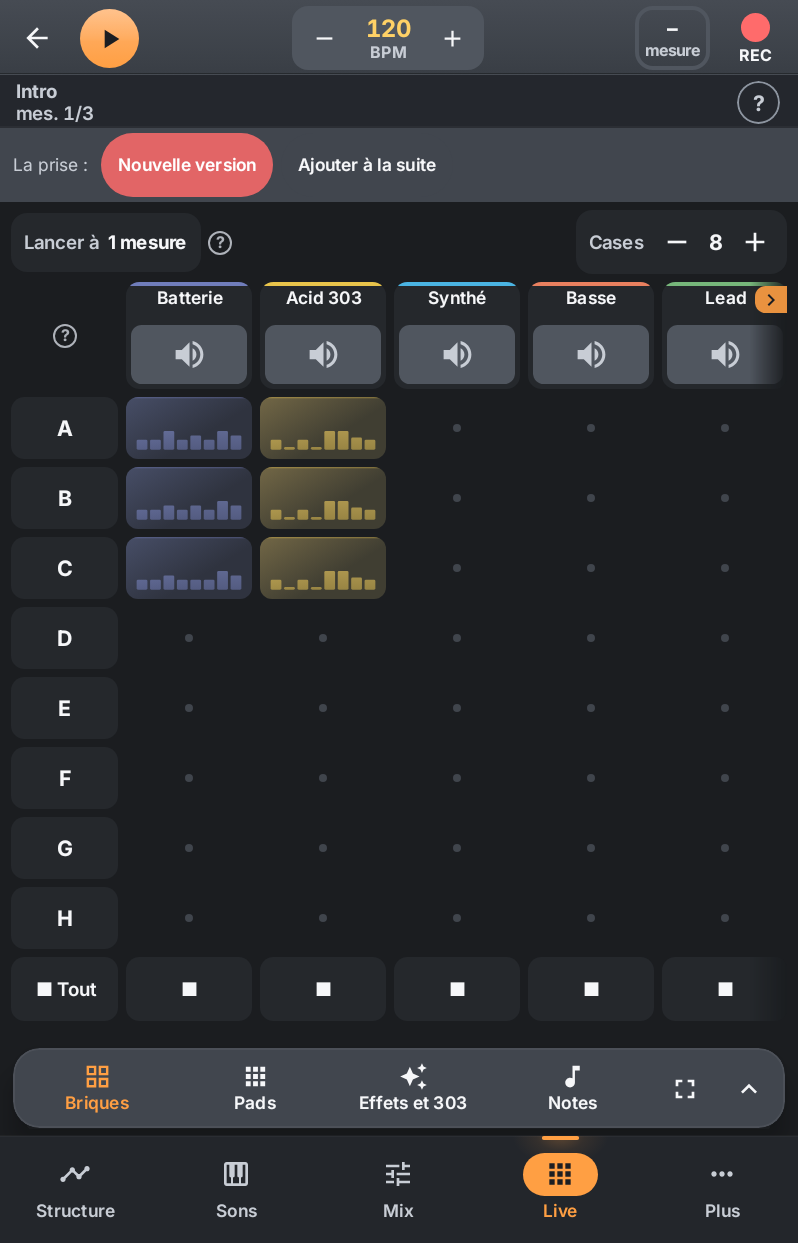 120
BPM
-
mesure
REC
Intro
mes. 1/3
?
La prise :
Nouvelle version
Ajouter à la suite
Lancer à 1 mesure
?
Cases
8
Batterie
Acid 303
Synthé
Basse
Lead
?
A
B
C
D
E
F
G
H
Tout
Briques
Pads
Effets et 303
Notes
Structure
Sons
Mix
Live
Plus